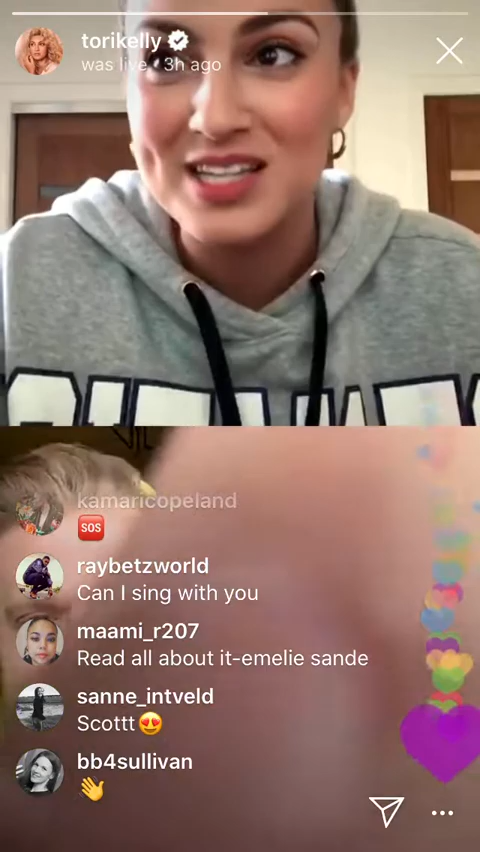 torikelly
was live · 3h ago
kamaricopeland
SOS
raybetzworld
Can I sing with you
maami_r207
Read all about it-emelie sande
sanne_intveld
Scottt😍
bb4sullivan
👋